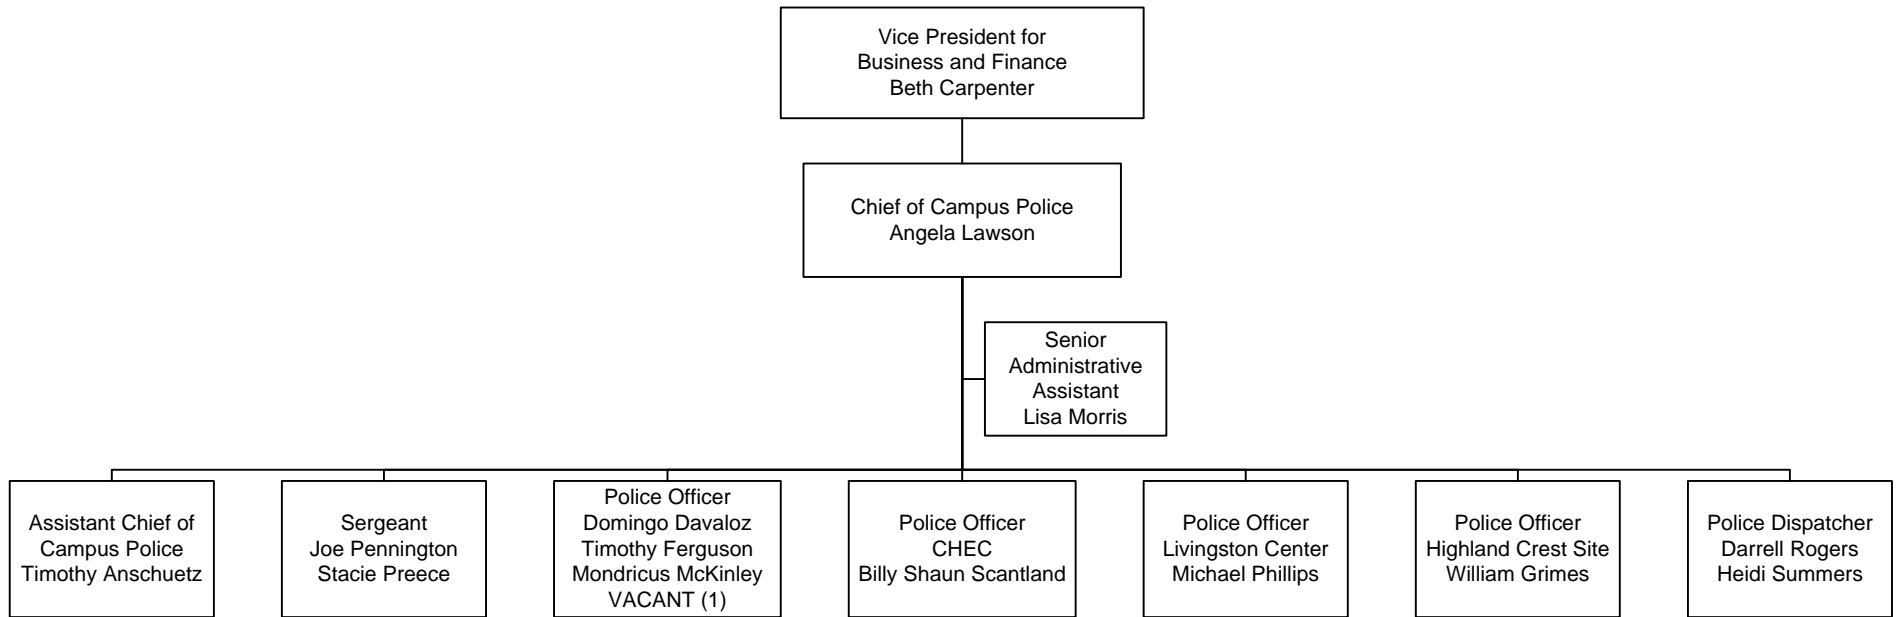 Vice President for
Business and Finance
Beth Carpenter
Chief of Campus Police
Angela Lawson
Senior
Administrative
Assistant
Lisa Morris
Assistant Chief of
Campus Police
Timothy Anschuetz
Sergeant
Joe Pennington
Stacie Preece
Police Officer
Domingo Davaloz
Timothy Ferguson
Mondricus McKinley
VACANT (1)
Police Officer
CHEC
Billy Shaun Scantland
Police Officer
Livingston Center
Michael Phillips
Police Officer
Highland Crest Site
William Grimes
Police Dispatcher
Darrell Rogers
Heidi Summers